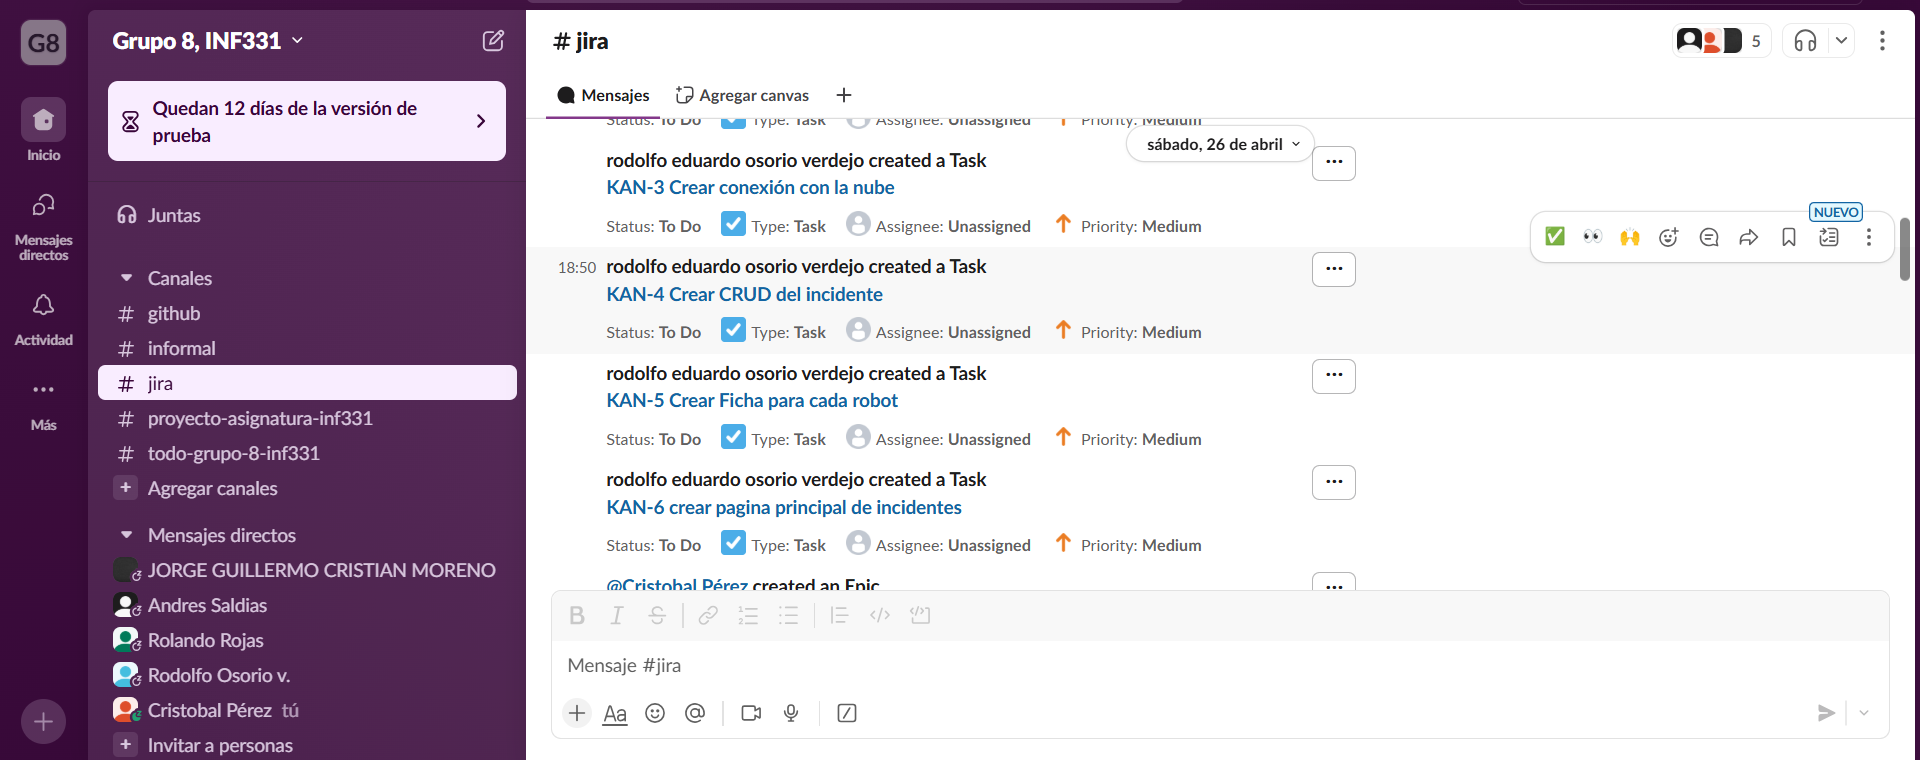 G8
Inicio
Mensajes directos
Actividad
Más
Grupo 8, INF331
Quedan 12 días de la versión de prueba
Juntas
Canales
# github
# informal
# jira
# proyecto-asignatura-inf331
# todo-grupo-8-inf331
+ Agregar canales
Mensajes directos
JORGE GUILLERMO CRISTIAN MORENO
Andres Saldias
Rolando Rojas
Rodolfo Osorio v.
Cristobal Pérez tú
+ Invitar a personas
# jira
5
Mensajes
Agregar canvas
+
Status: To Do Type: Task Assignee: Unassigned Priority: Medium
sábado, 26 de abril
rodolfo eduardo osorio verdejo created a Task
KAN-3 Crear conexión con la nube
Status: To Do Type: Task Assignee: Unassigned Priority: Medium
NUEVO
18:50 rodolfo eduardo osorio verdejo created a Task
KAN-4 Crear CRUD del incidente
Status: To Do Type: Task Assignee: Unassigned Priority: Medium
rodolfo eduardo osorio verdejo created a Task
KAN-5 Crear Ficha para cada robot
Status: To Do Type: Task Assignee: Unassigned Priority: Medium
rodolfo eduardo osorio verdejo created a Task
KAN-6 crear pagina principal de incidentes
Status: To Do Type: Task Assignee: Unassigned Priority: Medium
@Cristobal Pérez created an Epic
B I S
Mensaje #jira
+ Aa @